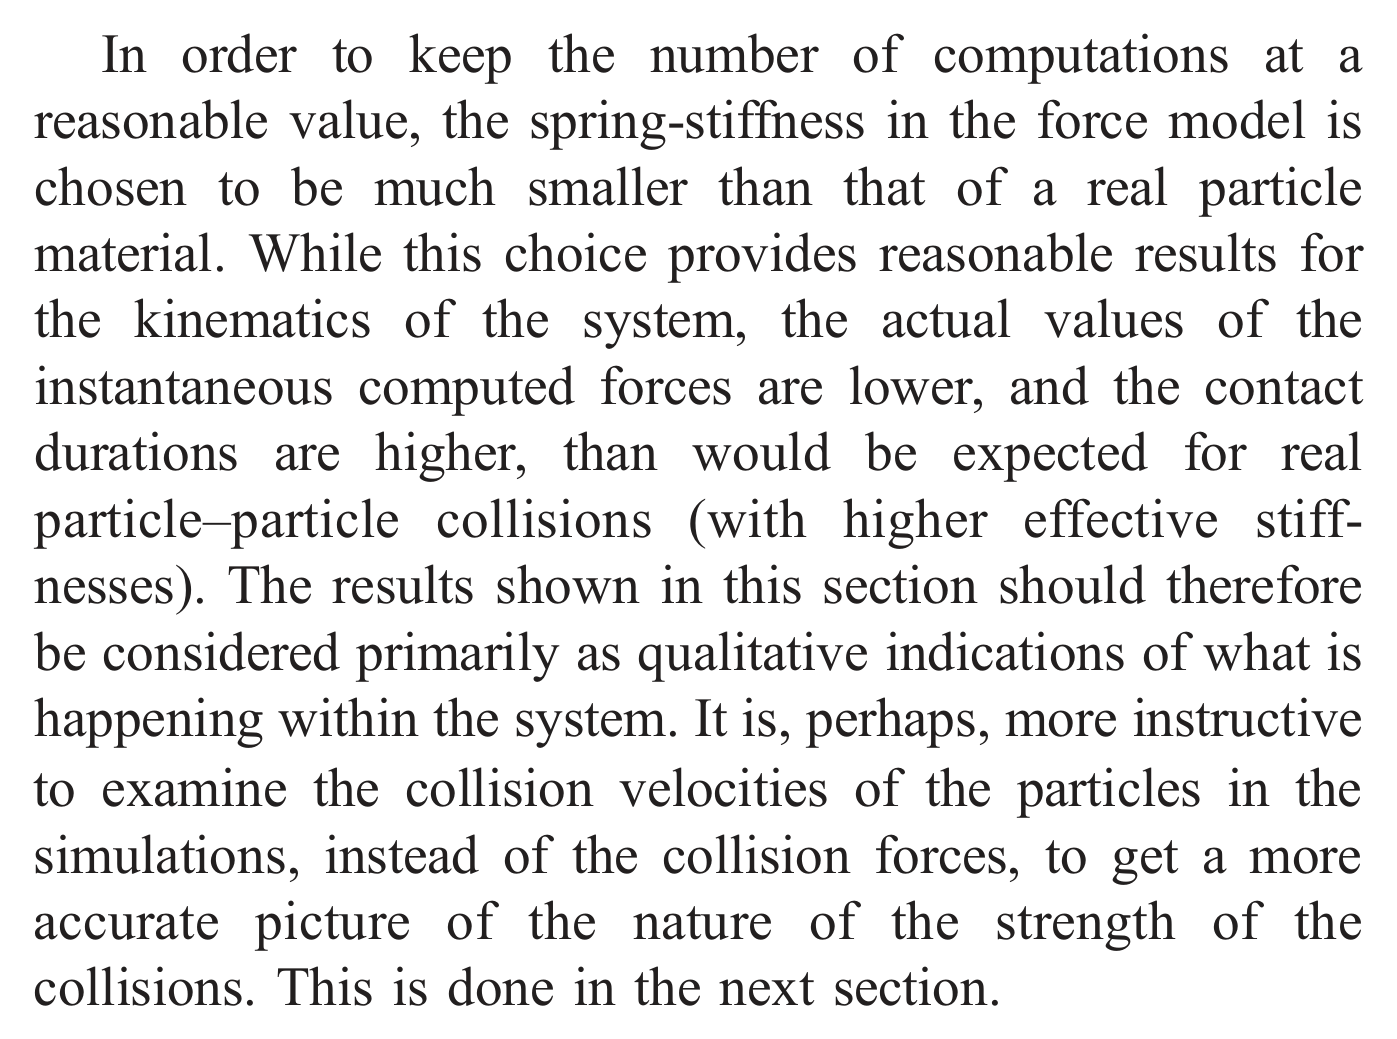 In order to keep the number of computations at a
reasonable value, the spring-stiffness in the force model is
chosen to be much smaller than that of a real particle
material. While this choice provides reasonable results for
the kinematics of the system, the actual values of the
instantaneous computed forces are lower, and the contact
durations are higher, than would be expected for real
particle–particle collisions (with higher effective stiff-
nesses). The results shown in this section should therefore
be considered primarily as qualitative indications of what is
happening within the system. It is, perhaps, more instructive
to examine the collision velocities of the particles in the
simulations, instead of the collision forces, to get a more
accurate picture of the nature of the strength of the
collisions. This is done in the next section.